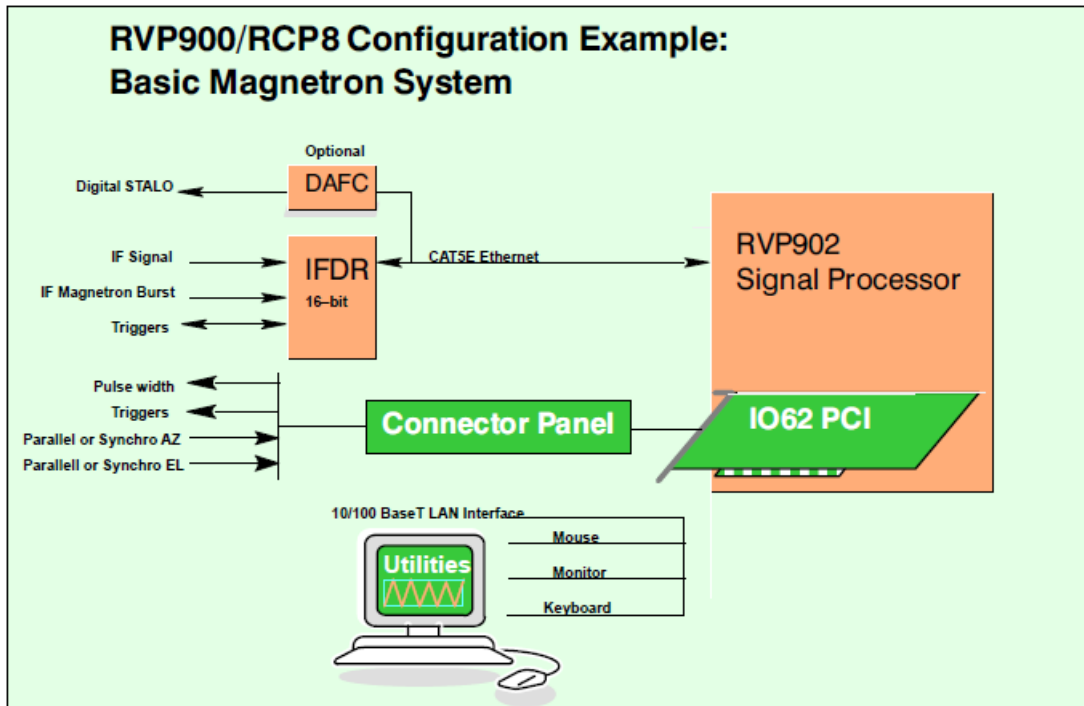 RVP900/RCP8 Configuration Example:
Basic Magnetron System
Optional
DAFC
Digital STALO
IF Signal
IFDR
16–bit
CAT5E Ethernet
IF Magnetron Burst
Triggers
RVP902
Signal Processor
Pulse width
Triggers
Parallel or Synchro AZ
Parallell or Synchro EL
Connector Panel
IO62 PCI
10/100 BaseT LAN Interface
Mouse
Utilities
Monitor
Keyboard